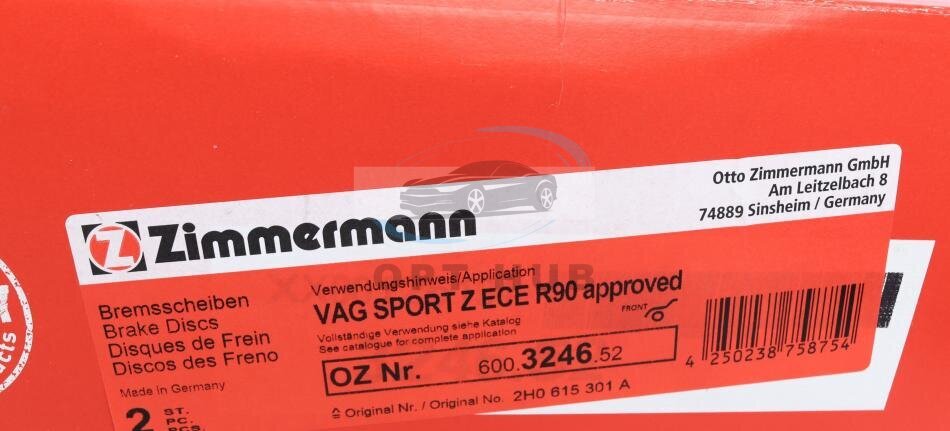 Otto Zimmermann GmbH
Am Leitzelbach 8
74889 Sinsheim / Germany
Z Zimmermann
OPT HUB
Bremsscheiben
Brake Discs
Disques de Frein
Discos des Freno
Made in Germany
2 ST.
PC.
PCS.
Verwendungshinweis/Application
VAG SPORT Z ECE R90 approved
Vollständige Verwendung siehe Katalog
See catalogue for complete application
FRONT
OZ Nr. 600.3246.52
≙ Original Nr. / Original No. 2H0 615 301 A
4 250238 758754